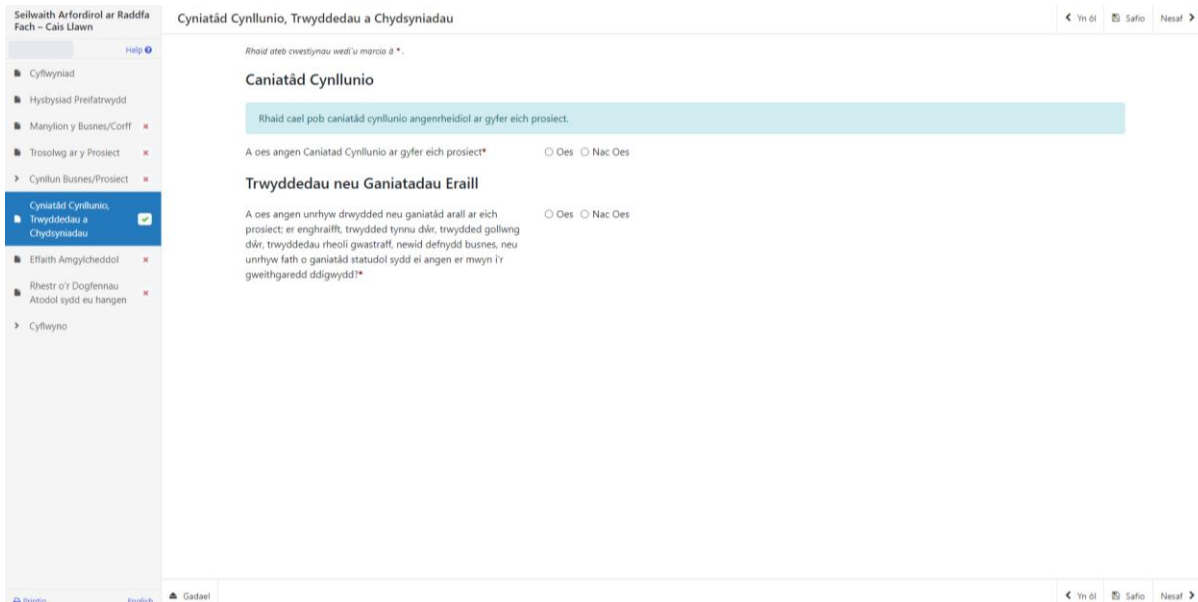 Seilwaith Arfordirol ar Raddfa
Fach – Cais Llawn
Help
Cyflwyniad
Hysbysiad Preifatrwydd
Manylion y Busnes/Corff
Trosolwg ar y Prosiect
Cynllun Busnes/Prosiect
Cyniatâd Cynllunio,
Trwyddedau a
Chydsyniadau
Effaith Amgylcheddol
Rhestr o'r Dogfennau
Atodol sydd eu hangen
Cyflwyno
Printio English
Cyniatâd Cynllunio, Trwyddedau a Chydsyniadau
Yn ôl Safio Nesaf
Rhaid ateb cwestiynau wedi'u marcio â * .
Caniatâd Cynllunio
Rhaid cael pob caniatâd cynllunio angenrheidiol ar gyfer eich prosiect.
A oes angen Caniatad Cynllunio ar gyfer eich prosiect* Oes Nac Oes
Trwyddedau neu Ganiatadau Eraill
A oes angen unrhyw drwydded neu ganiatâd arall ar eich Oes Nac Oes
prosiect; er enghraifft, trwydded tynnu dŵr, trwydded gollwng
dŵr, trwyddedau rheoli gwastraff, newid defnydd busnes, neu
unrhyw fath o ganiatâd statudol sydd ei angen er mwyn i'r
gweithgaredd ddigwydd?*
Gadael
Yn ôl Safio Nesaf